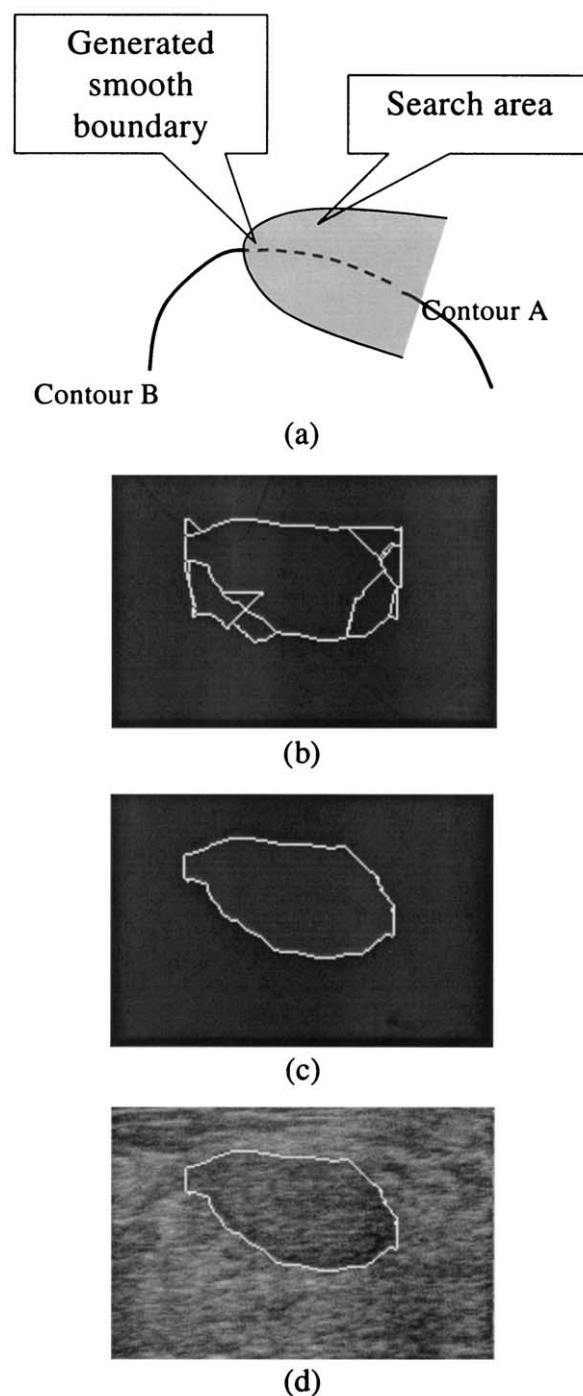 Generated
smooth
boundary
Search area
Contour A
Contour B
(a)
(b)
(c)
(d)